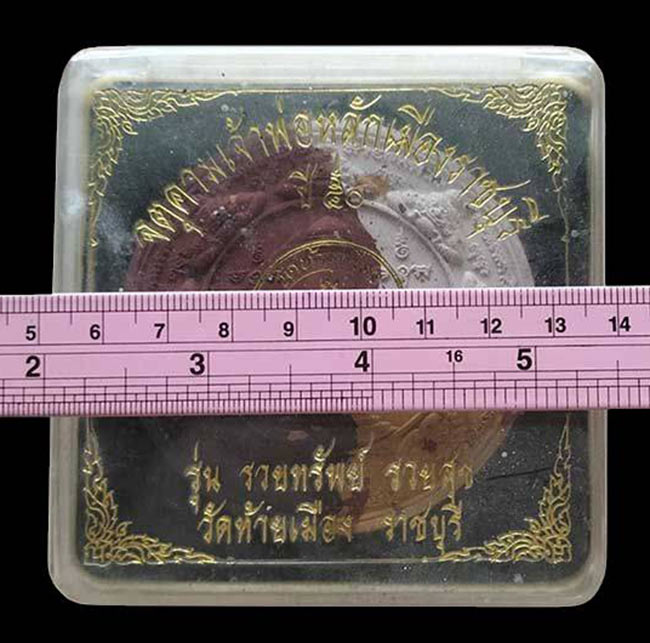 จตุคามเจ้าพ่อหลักเมืองราชบุรี
ปี ๕๐
5 6 7 8 9 10 11 12 13 14
2 3 4 16 5
รุ่น รวยทรัพย์ รวยสุข
วัดท้ายเมือง ราชบุรี